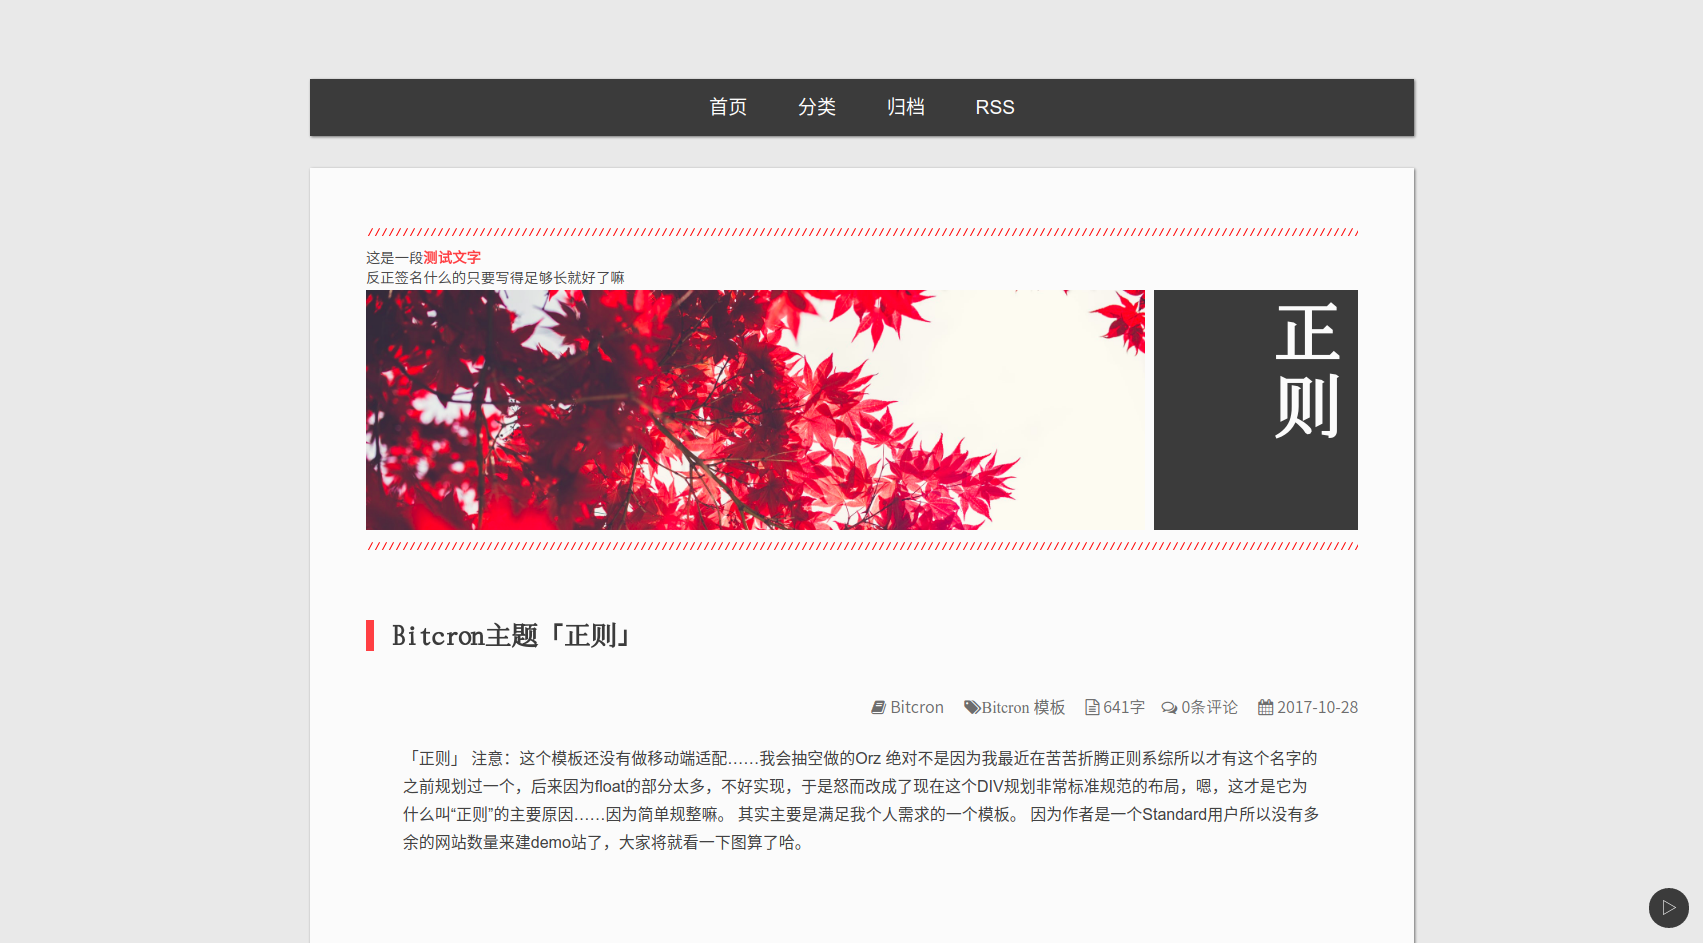 首页 分类 归档 RSS
这是一段测试文字
反正签名什么的只要写得足够长就好了嘛
正则
Bitcron主题「正则」
Bitcron Bitcron 模板 641字 0条评论 2017-10-28
「正则」 注意：这个模板还没有做移动端适配……我会抽空做的Orz 绝对不是因为我最近在苦苦折腾正则系综所以才有这个名字的
之前规划过一个，后来因为float的部分太多，不好实现，于是怒而改成了现在这个DIV规划非常标准规范的布局，嗯，这才是它为
什么叫“正则”的主要原因……因为简单规整嘛。 其实主要是满足我个人需求的一个模板。 因为作者是一个Standard用户所以没有多
余的网站数量来建demo站了，大家将就看一下图算了哈。